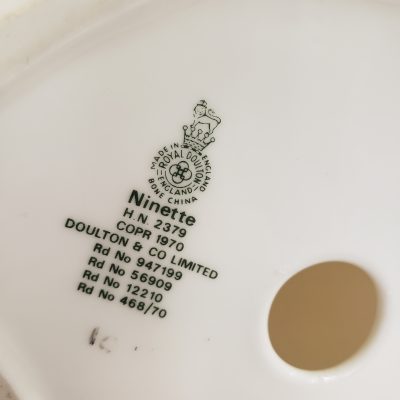 MADE IN ENGLAND
ROYAL DOULTON
ENGLAND
BONE CHINA
Ninette
H.N. 2379
COPR 1970
DOULTON & CO LIMITED
Rd No 947199
Rd No 56909
Rd No 12210
Rd No 468/70